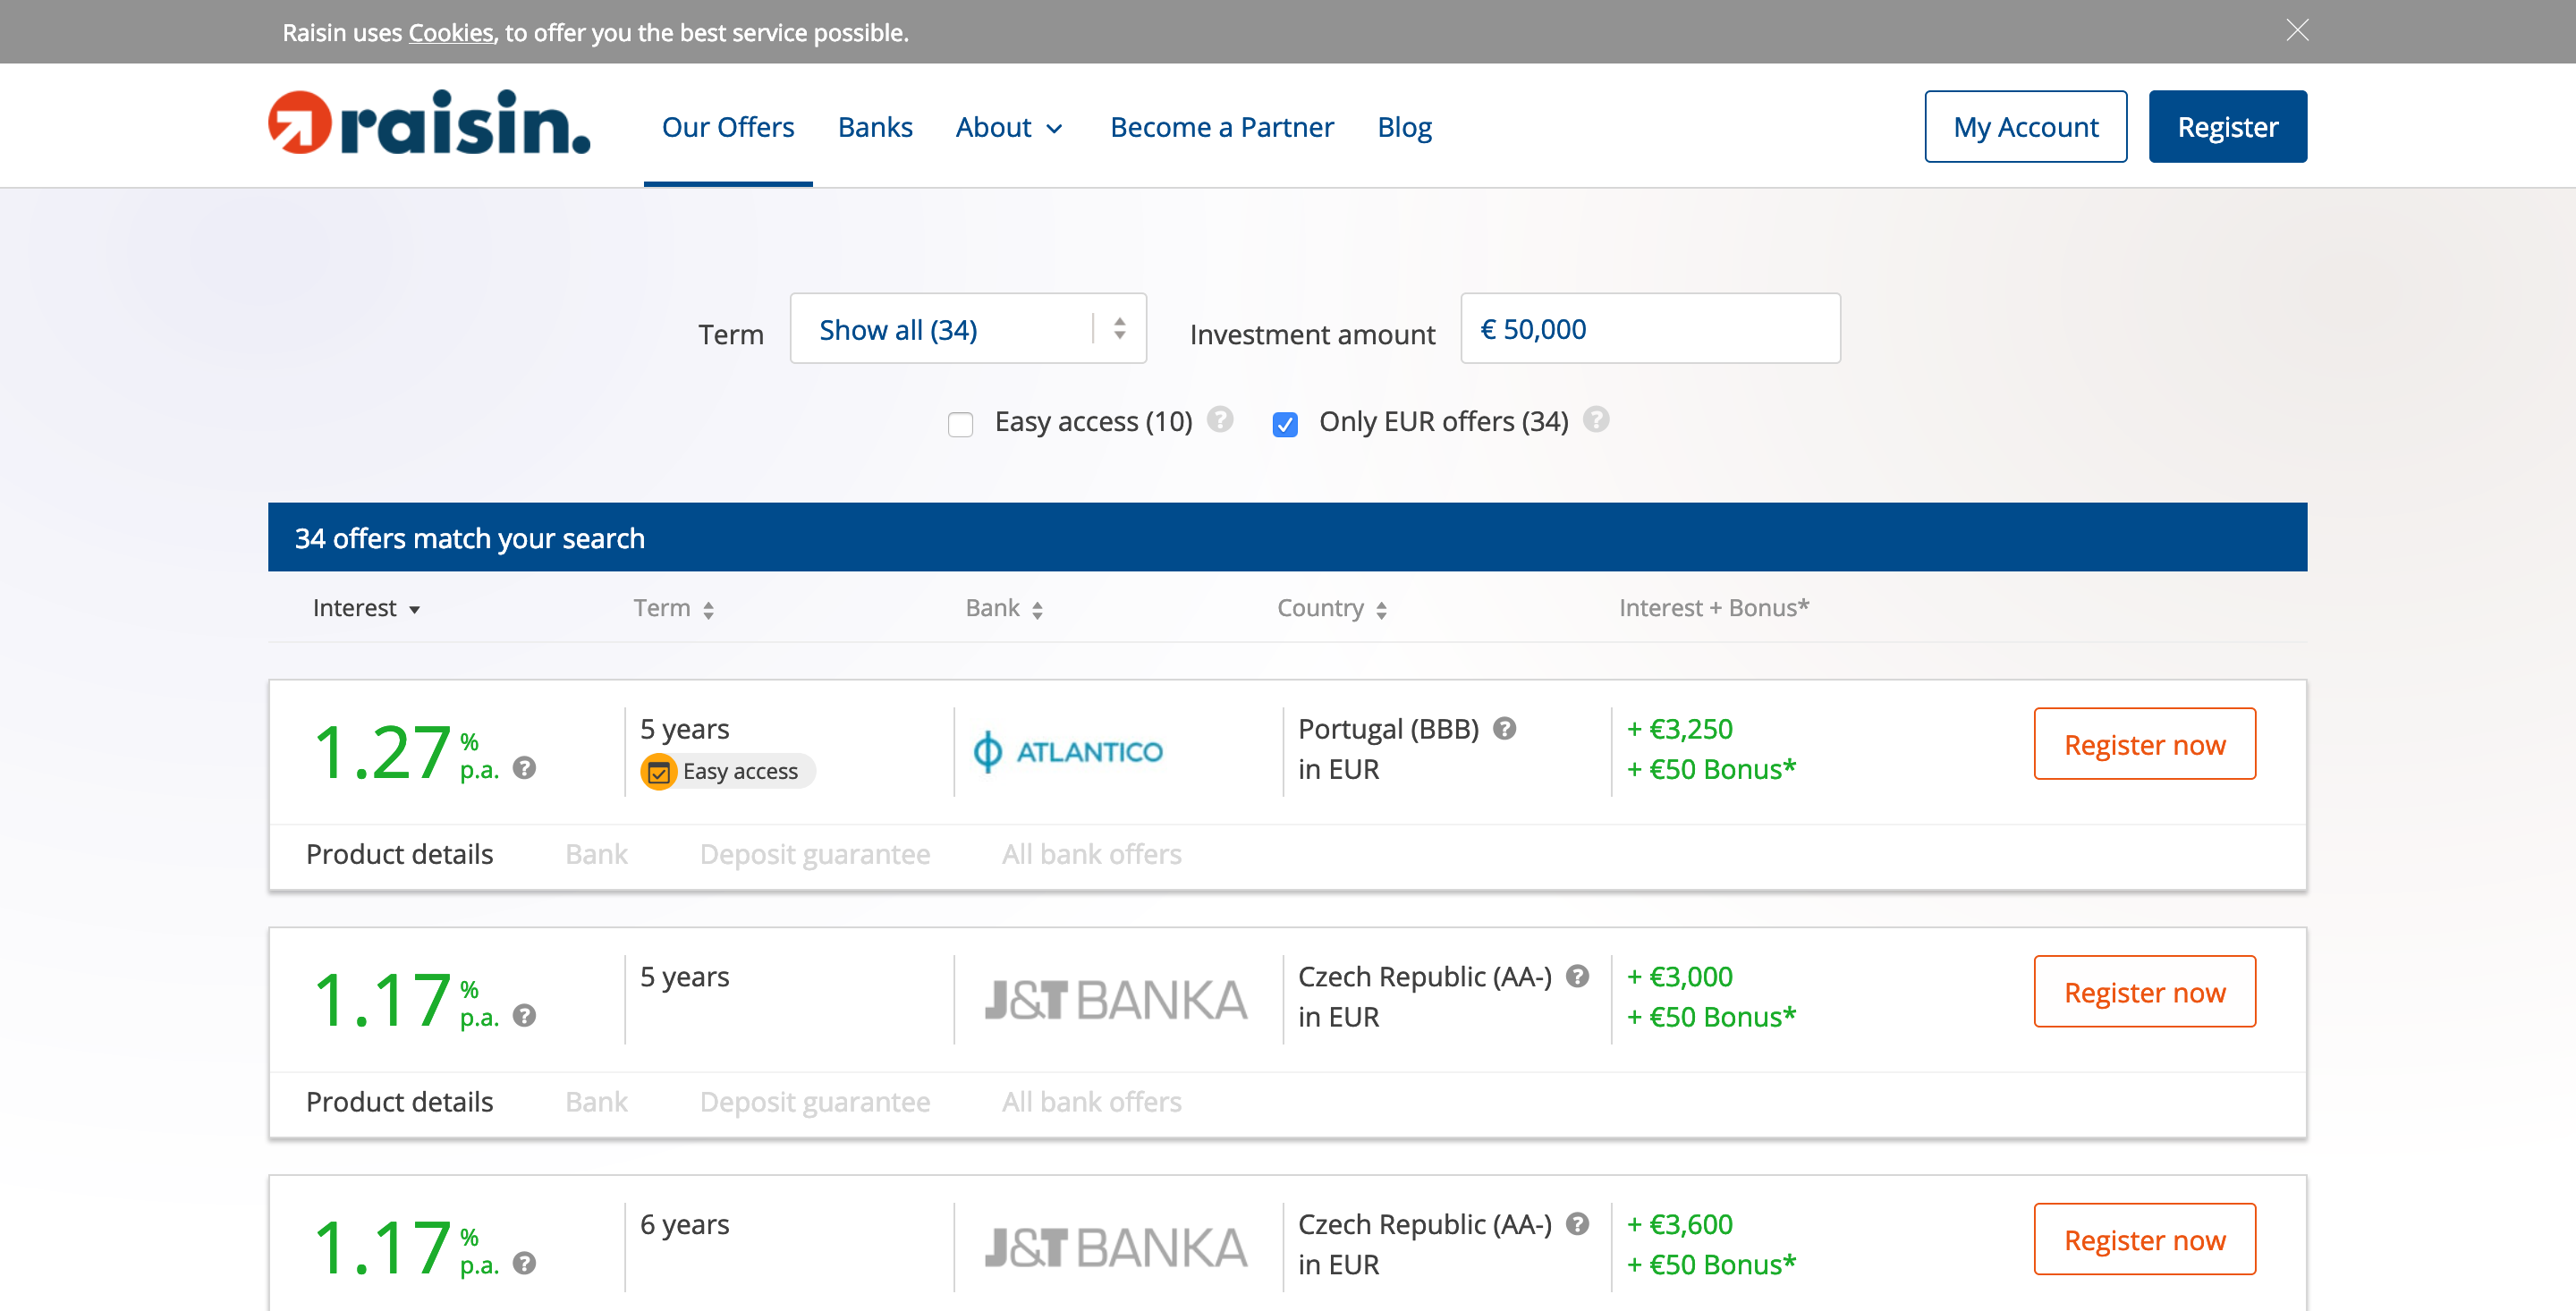 Raisin uses Cookies, to offer you the best service possible.
raisin.
Our Offers Banks About Become a Partner Blog My Account Register
Term Show all (34) Investment amount € 50,000
Easy access (10) ? Only EUR offers (34) ?
34 offers match your search
Interest Term Bank Country Interest + Bonus*
1.27 % p.a. ?
5 years
Easy access
ATLANTICO
Portugal (BBB) ?
in EUR
+ €3,250
+ €50 Bonus*
Register now
Product details Bank Deposit guarantee All bank offers
1.17 % p.a. ?
5 years
J&T BANKA
Czech Republic (AA-) ?
in EUR
+ €3,000
+ €50 Bonus*
Register now
Product details Bank Deposit guarantee All bank offers
1.17 % p.a. ?
6 years
J&T BANKA
Czech Republic (AA-) ?
in EUR
+ €3,600
+ €50 Bonus*
Register now